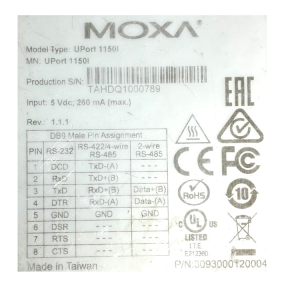 MOXA
Model Type: UPort 1150I
MN: UPort 1150I
Production S/N:
TAHDQ1000789
Input: 5 Vdc, 260 mA (max.)
Rev.: 1.1.1
DB9 Male Pin Assignment
PIN RS-232 RS-422/4-wire RS-485 2-wire RS-485
1 DCD TxD-(A) - - -
2 RxD TxD+(B) - - -
3 TxD RxD+(B) Data+(B)
4 DTR RxD-(A) Data-(A)
5 GND GND GND
6 DSR - - - - - -
7 RTS - - - - - -
8 CTS - - - - - -
Made in Taiwan
EAC
CE FC
RoHS
10
C UL US
LISTED
I.T.E.
P/N:3093000120004